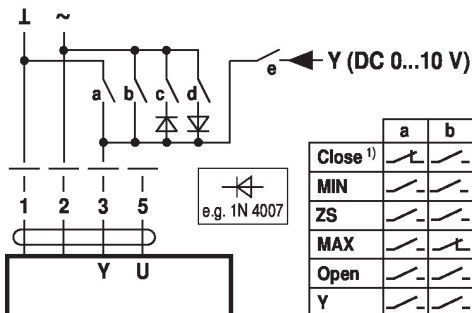 ⊥ ~
a b c d
e
Y (DC 0...10 V)
1 2 3 5
Y U
e.g. 1N 4007
a b
Close 1)
MIN
ZS
MAX
Open
Y